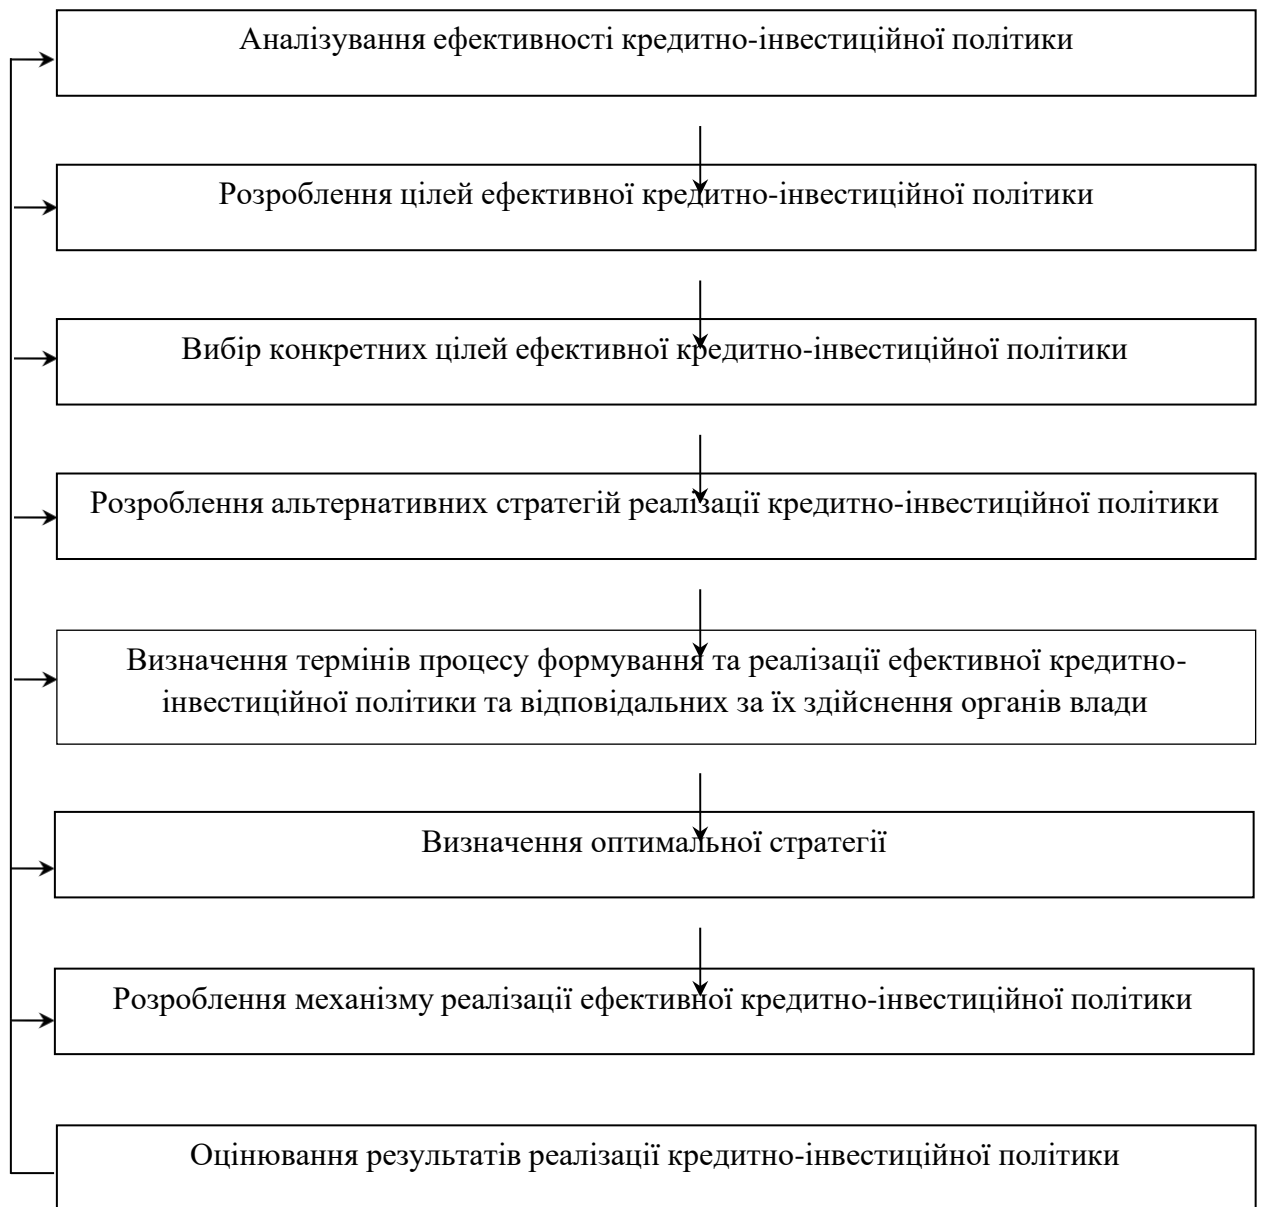 Аналізування ефективності кредитно-інвестиційної політики
Розроблення цілей ефективної кредитно-інвестиційної політики
Вибір конкретних цілей ефективної кредитно-інвестиційної політики
Розроблення альтернативних стратегій реалізації кредитно-інвестиційної політики
Визначення термінів процесу формування та реалізації ефективної кредитно-
інвестиційної політики та відповідальних за їх здійснення органів влади
Визначення оптимальної стратегії
Розроблення механізму реалізації ефективної кредитно-інвестиційної політики
Оцінювання результатів реалізації кредитно-інвестиційної політики